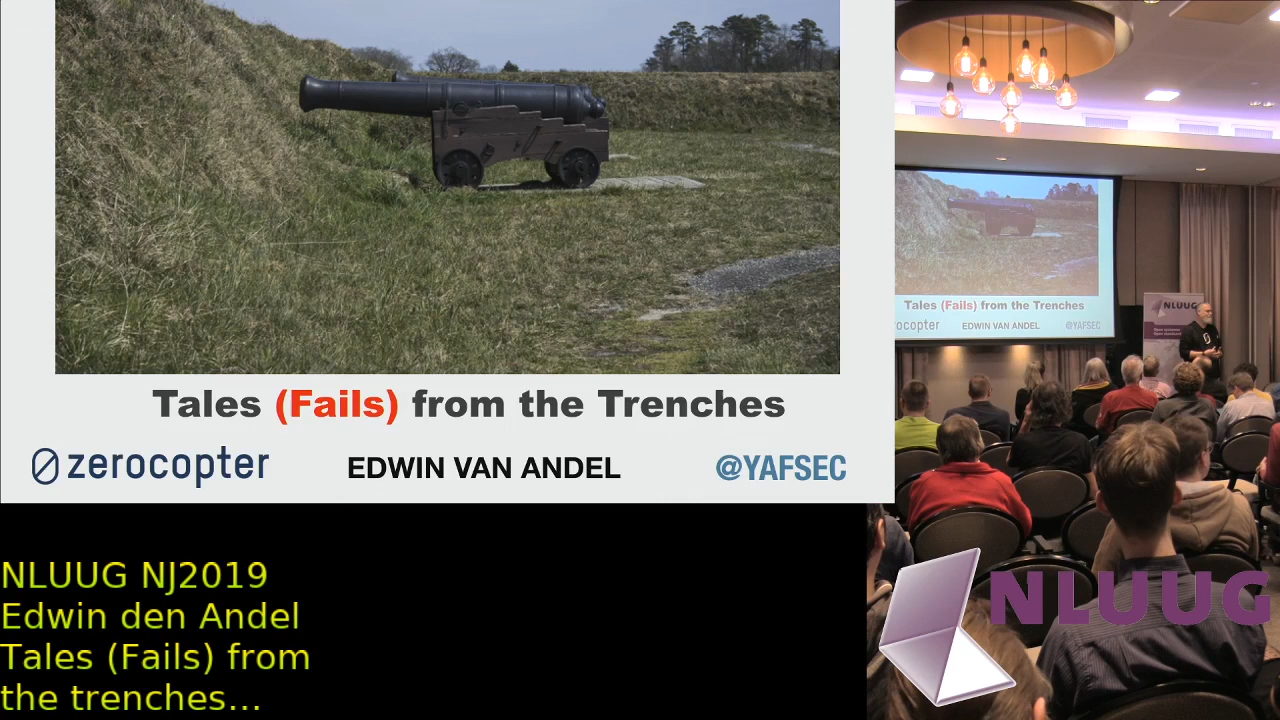 Tales (Fails) from the Trenches
zerocopter
EDWIN VAN ANDEL
@YAFSEC
NLUUG NJ2019
Edwin den Andel
Tales (Fails) from
the trenches...
NLUUG
Tales (Fails) from the Trenches
ocopter
EDWIN VAN ANDEL
@YAFSEC
NLUUG